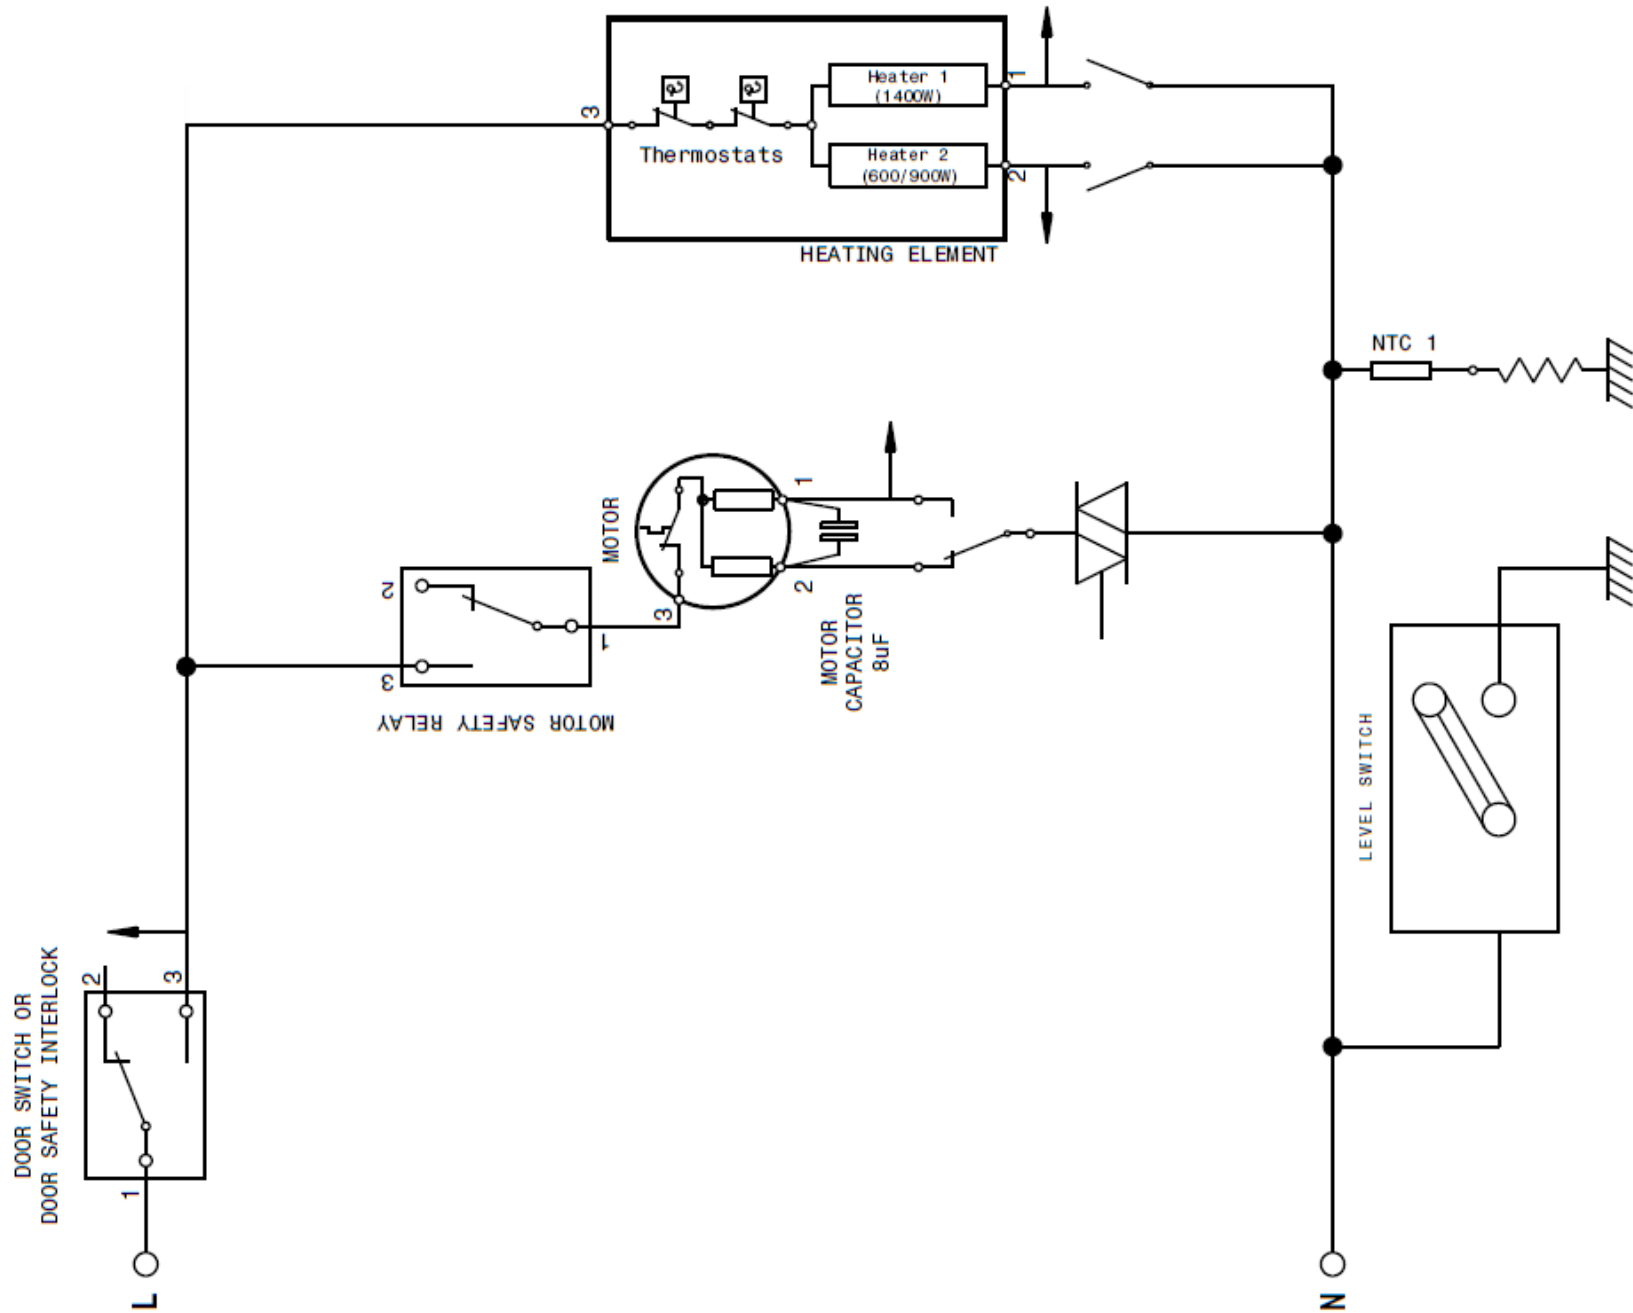 1
Heater 1
(1400W)
℃
℃
3
Thermostats
Heater 2
(600/900W)
2
HEATING ELEMENT
NTC 1
MOTOR
1
2
3
MOTOR
CAPACITOR
8uF
2
1
3
MOTOR SAFETY RELAY
LEVEL SWITCH
DOOR SWITCH OR
DOOR SAFETY INTERLOCK
2
3
1
L
N